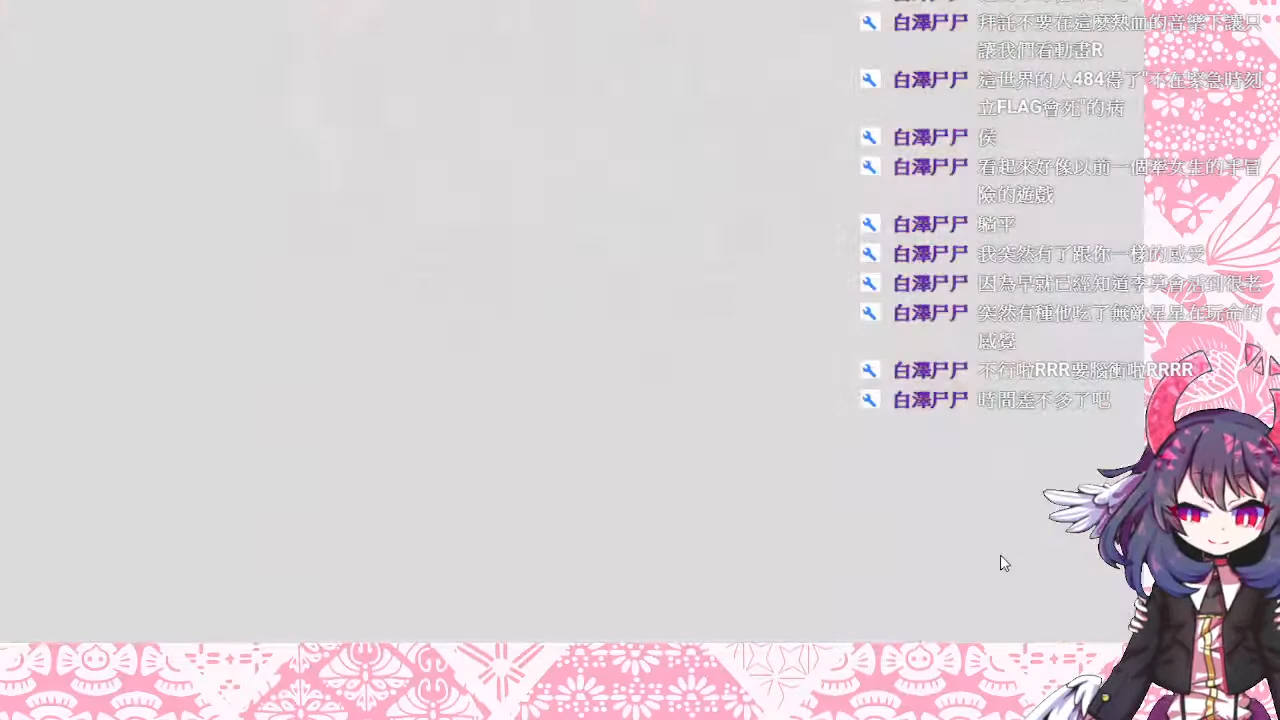 白澤尸尸 拜託不要在這麼熱血的音樂下讓只
讓我們看動畫R
白澤尸尸 這世界的人484得了"不在緊急時刻
立FLAG會死"的病
白澤尸尸 侯
白澤尸尸 看起來好像以前一個牽女生的手冒
險的遊戲
白澤尸尸 躺平
白澤尸尸 我突然有了跟你一樣的感受
白澤尸尸 因為早就已經知道李莫會活到很老
白澤尸尸 突然有種他吃了無敵星星在玩命的
感覺
白澤尸尸 不行啦RRR要腦衝啦RRRR
白澤尸尸 時間差不多了吧